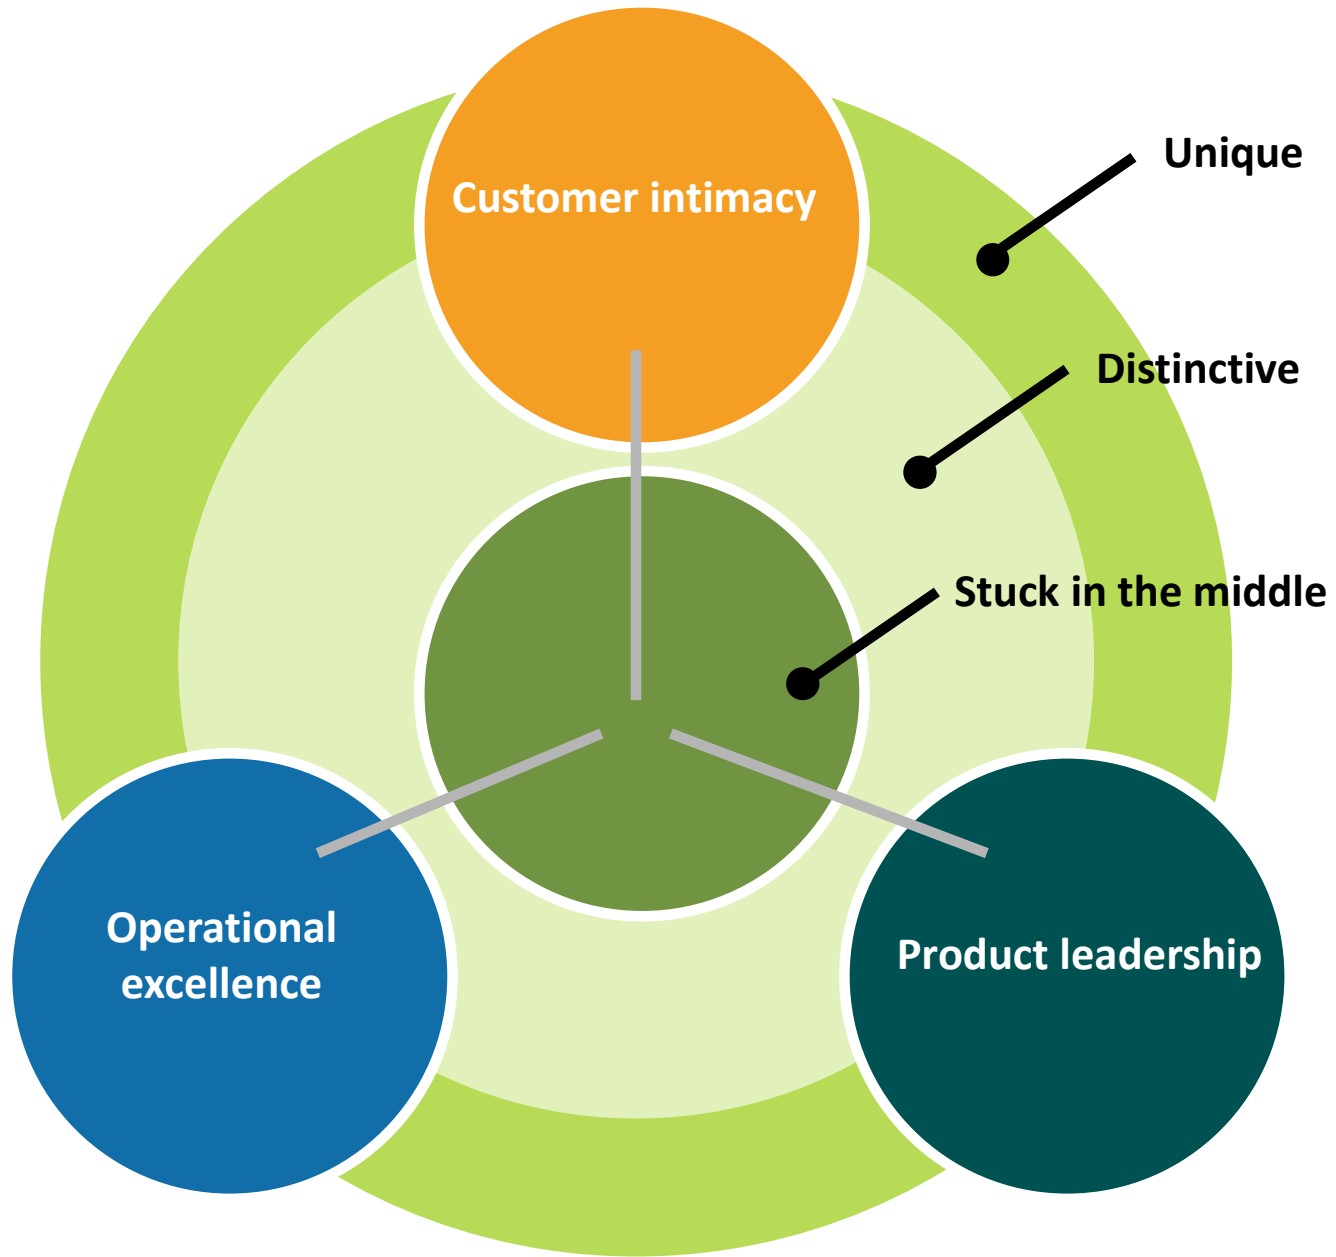 Unique
Customer intimacy
Distinctive
Stuck in the middle
Operational
excellence
Product leadership